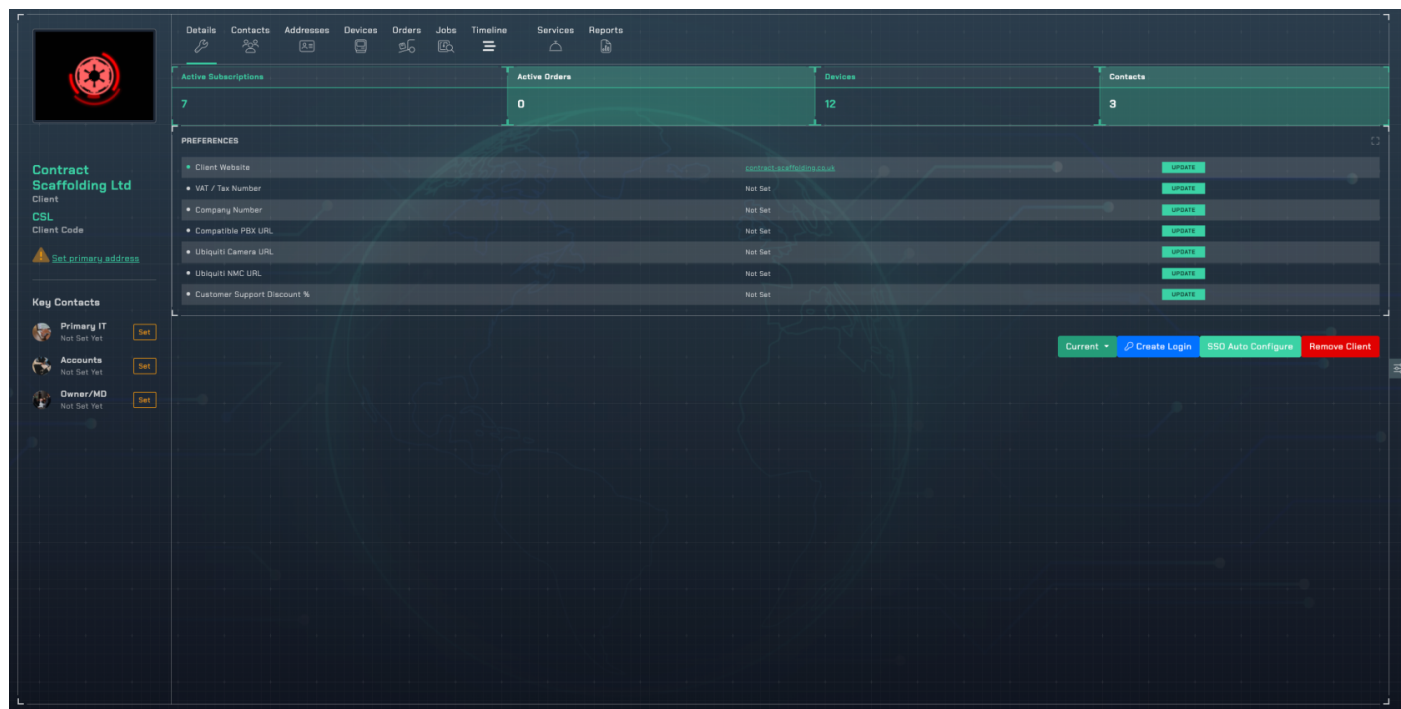 Details Contacts Addresses Devices Orders Jobs Timeline Services Reports
Active Subscriptions
7
Active Orders
0
Devices
12
Contacts
3
Contract
Scaffolding Ltd
Client
CSL
Client Code
Set primary address
Key Contacts
Primary IT
Not Set Yet
Set
Accounts
Not Set Yet
Set
Owner/MD
Not Set Yet
Set
PREFERENCES
Client Website contract-scaffolding.co.uk UPDATE
VAT / Tax Number Not Set UPDATE
Company Number Not Set UPDATE
Compatible PBX URL Not Set UPDATE
Ubiquiti Camera URL Not Set UPDATE
Ubiquiti NMC URL Not Set UPDATE
Customer Support Discount % Not Set UPDATE
Current Create Login SSO Auto Configure Remove Client